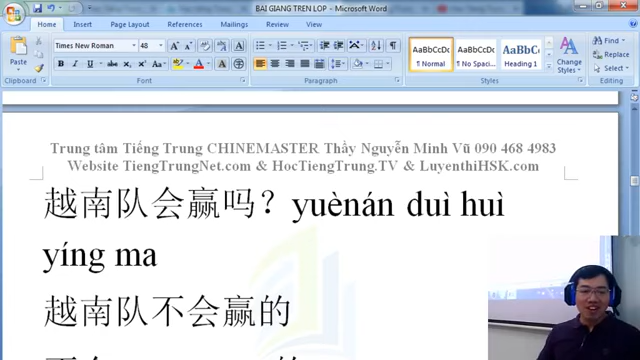 BAI GIANG TREN LOP - Microsoft Word
Home Insert Page Layout References Mailings Review View
Paste
Times New Roman 48
AaBbCcDc AaBbCcDc AaBbCc
¶ Normal ¶ No Spaci... Heading 1
Change Styles
Find
Replace
Select
Clipboard Font Paragraph Styles Editing
Trung tâm Tiếng Trung CHINEMASTER Thầy Nguyễn Minh Vũ 090 468 4983
Website TiengTrungNet.com & HocTiengTrung.TV & LuyenthiHSK.com
越南队会赢吗？yuènán duì huì
yíng ma
越南队不会赢的